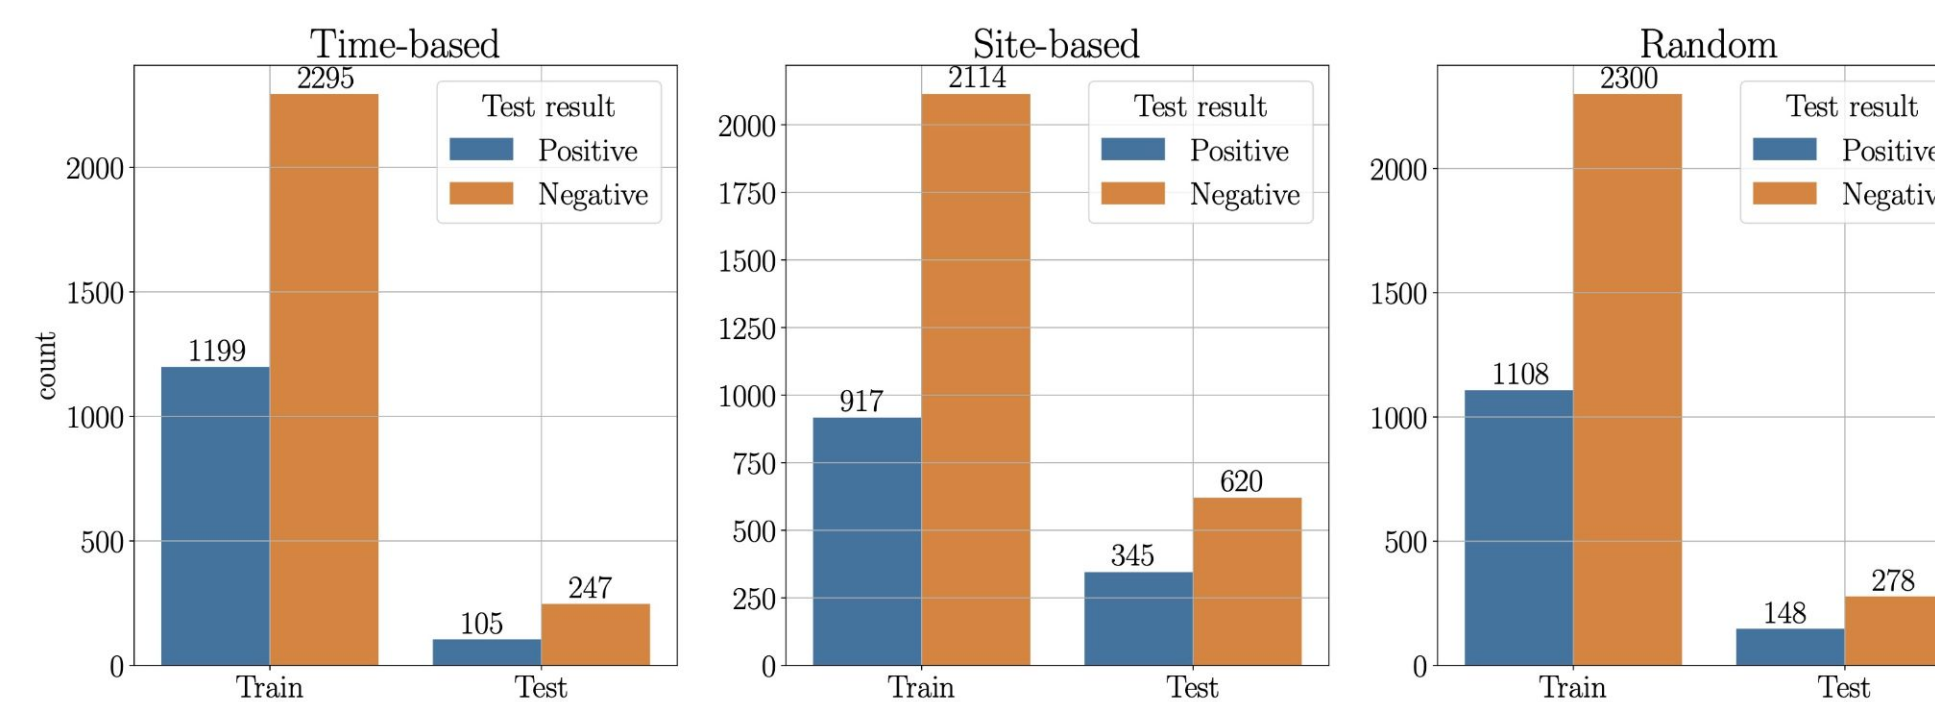 Time-based
2295
Test result
Positive
Negative
2000
1500
1000
500
0
count
1199
105
247
Train
Test
Site-based
2114
Test result
Positive
Negative
2000
1750
1500
1250
1000
750
500
250
0
917
345
620
Train
Test
Random
2300
Test result
Positive
Negativ
2000
1500
1000
500
0
1108
148
278
Train
Test